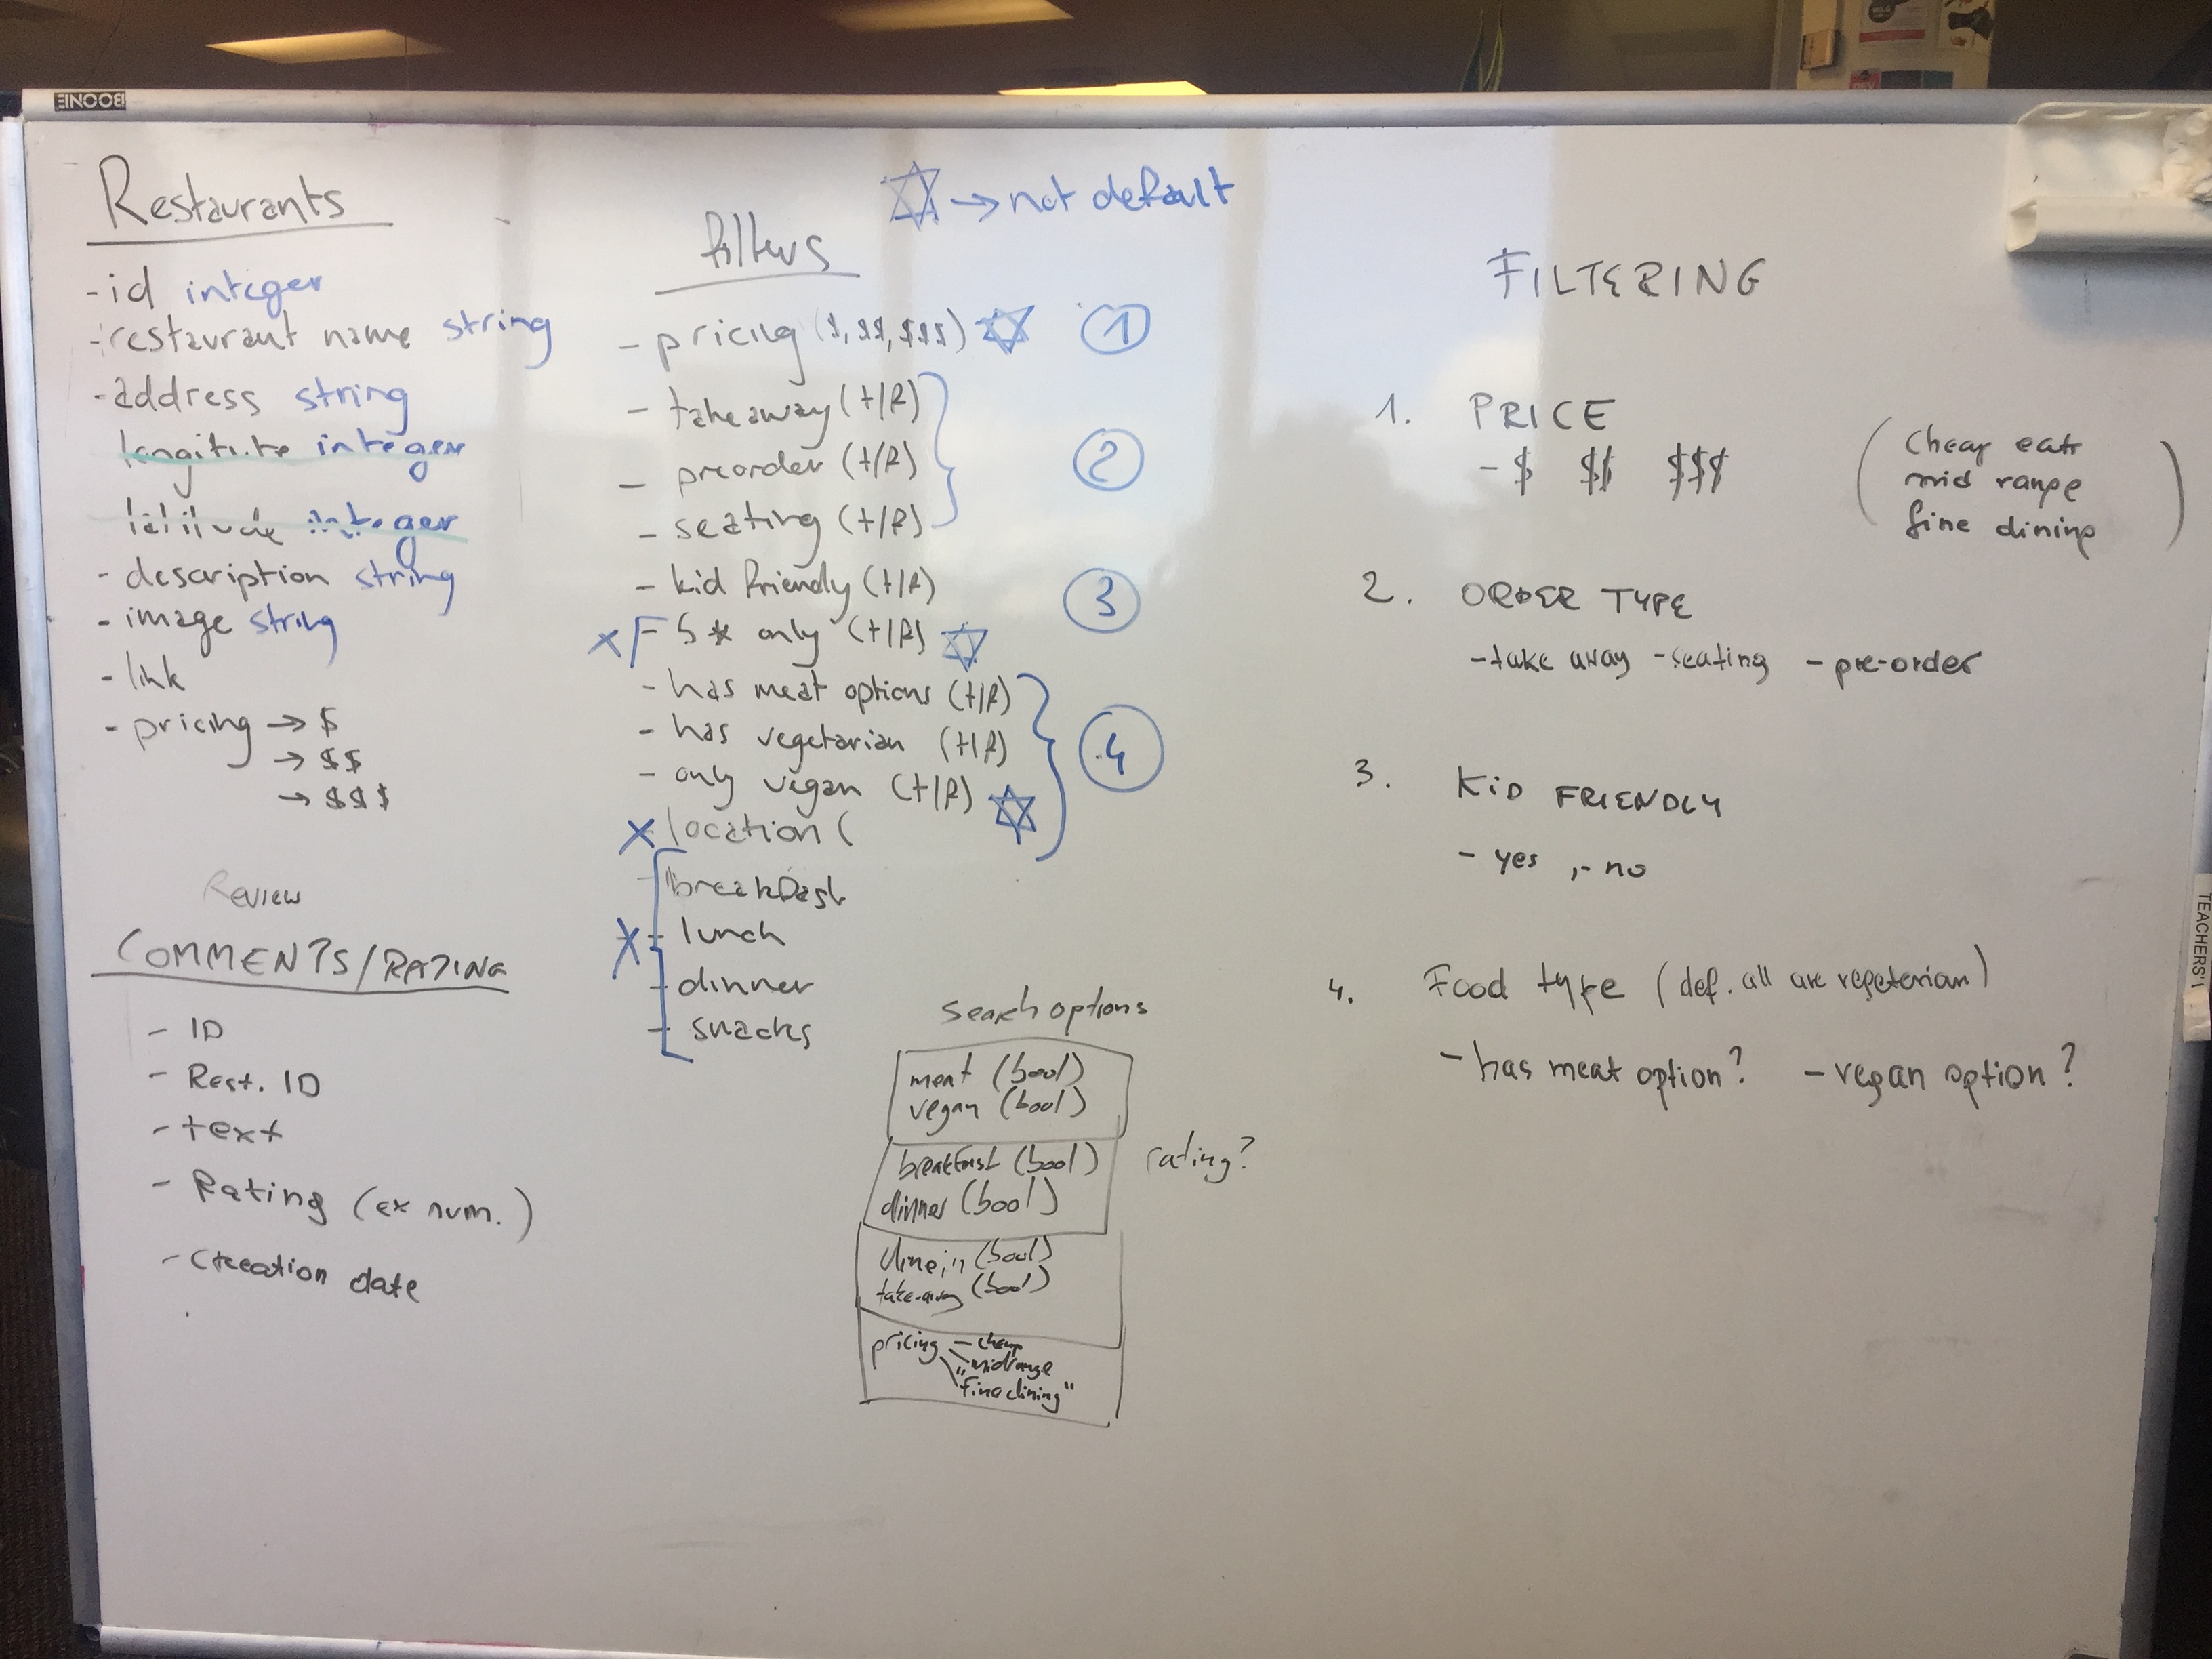 BOONE
Restaurants
- id integer
- restaurant name string
- address string
longitute integer
latitude integer
- description string
- image string
- link
- pricing → $
→ $$
→ $$$
Review
COMMENTS/RATING
- ID
- Rest. ID
- text
- Rating (ex num.)
- Creation date
✡ → not default
filters
- pricing ($, $$, $$$) ✡ 1
- takeaway (t/f)
- preorder (t/f) 2
- seating (t/f)
- kid friendly (t/f) 3
x - 5* only (t/f) ✡
- has meat options (t/f)
- has vegetarian (t/f) 4
- only vegan (t/f) ✡
x location (
breakfast
x - lunch
- dinner
- snacks
search options
meat (bool)
vegan (bool)
breakfast (bool)
dinner (bool)
rating?
dine in (bool)
take-away (bool)
pricing - cheap
"midrange
"fine dining"
FILTERING
1. PRICE
- $ $$ $$$
(cheap eats
mid range
fine dining)
2. ORDER TYPE
- take away - seating - pre-order
3. KID FRIENDLY
- yes , - no
4. Food type (def. all are vegeterian)
- has meat option? - vegan option?
TEACHERS'